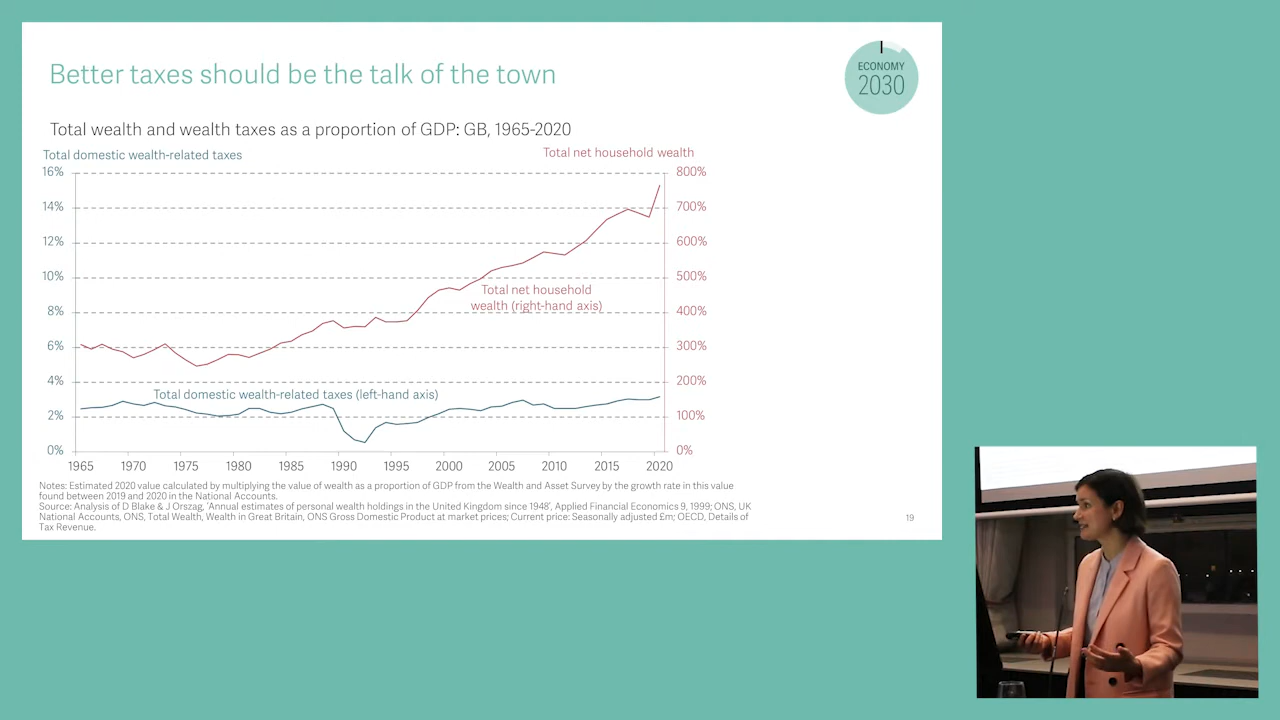 Better taxes should be the talk of the town
ECONOMY
2030
Total wealth and wealth taxes as a proportion of GDP: GB, 1965-2020
Total domestic wealth-related taxes
Total net household wealth
16%
800%
14%
700%
12%
600%
10%
500%
Total net household
wealth (right-hand axis)
8%
400%
6%
300%
4%
200%
Total domestic wealth-related taxes (left-hand axis)
2%
100%
0%
0%
1965 1970 1975 1980 1985 1990 1995 2000 2005 2010 2015 2020
Notes: Estimated 2020 value calculated by multiplying the value of wealth as a proportion of GDP from the Wealth and Asset Survey by the growth rate in this value
found between 2019 and 2020 in the National Accounts.
Source: Analysis of D Blake & J Orszag, 'Annual estimates of personal wealth holdings in the United Kingdom since 1948', Applied Financial Economics 9, 1999; ONS, UK
National Accounts, ONS, Total Wealth, Wealth in Great Britain, ONS Gross Domestic Product at market prices; Current price: Seasonally adjusted £m; OECD, Details of
Tax Revenue.
19